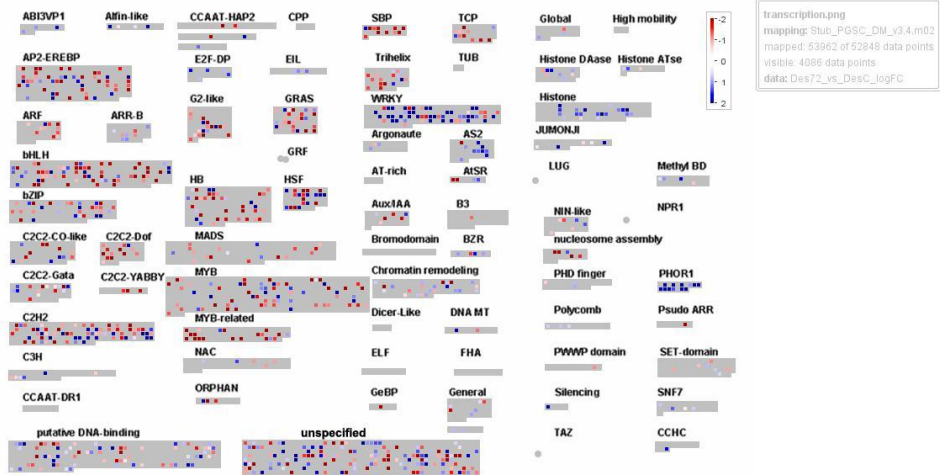 ABI3VP1
Alfin-like
CCAAT-HAP2
CPP
SBP
TCP
Global
High mobility
AP2-EREBP
E2F-DP
EIL
Trihelix
TUB
Histone DAase
Histone ATse
ARF
ARR-B
G2-like
GRAS
WRKY
Histone
Argonaute
AS2
JUMONJI
bHLH
GRF
AT-rich
AtSR
LUG
Methyl BD
bZIP
HB
HSF
Aux/IAA
B3
NIN-like
NPR1
C2C2-CO-like
C2C2-Dof
MADS
Bromodomain
BZR
nucleosome assembly
C2C2-Gata
C2C2-YABBY
MYB
Chromatin remodeling
PHD finger
PHOR1
C2H2
MYB-related
Dicer-Like
DNA MT
Polycomb
Psudo ARR
C3H
NAC
ELF
FHA
PWWP domain
SET-domain
CCAAT-DR1
ORPHAN
GeBP
General
Silencing
SNF7
putative DNA-binding
unspecified
TAZ
CCHC
-2
-1
0
1
2
transcription.png
mapping: Stub_PGSC_DM_v3.4.m02
mapped: 53962 of 52848 data points
visible: 4086 data points
data: Des72_vs_DesC_logFC